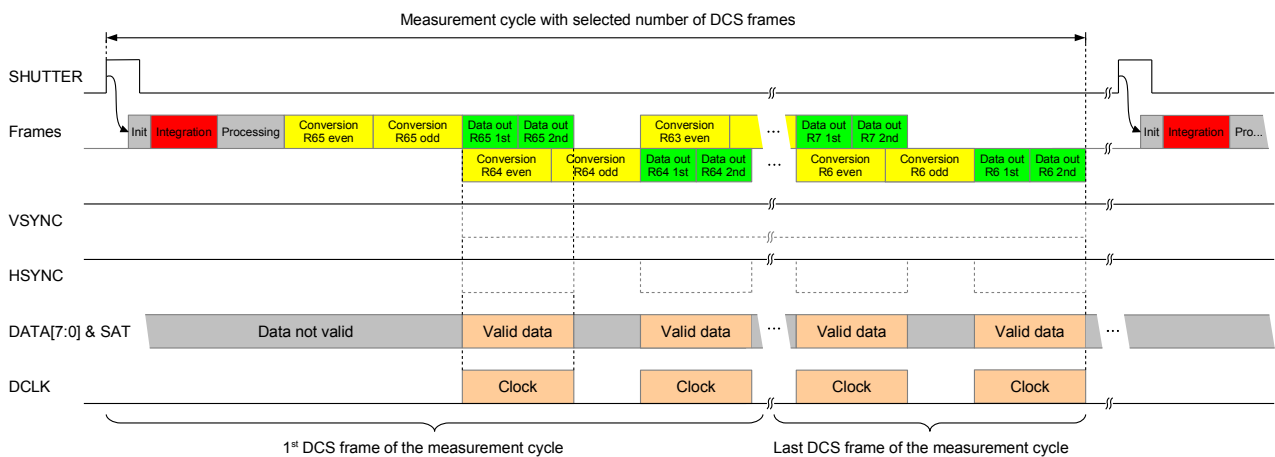 Measurement cycle with selected number of DCS frames
SHUTTER
Frames
Init
Integration
Processing
Conversion
R65 even
Conversion
R65 odd
Data out
R65 1st
Data out
R65 2nd
Conversion
R63 even
...
Data out
R7 1st
Data out
R7 2nd
Init
Integration
Pro...
Conversion
R64 even
Conversion
R64 odd
Data out
R64 1st
Data out
R64 2nd
...
Conversion
R6 even
Conversion
R6 odd
Data out
R6 1st
Data out
R6 2nd
VSYNC
HSYNC
DATA[7:0] & SAT
Data not valid
Valid data
Valid data
...
Valid data
Valid data
...
DCLK
Clock
Clock
Clock
Clock
1st DCS frame of the measurement cycle
Last DCS frame of the measurement cycle